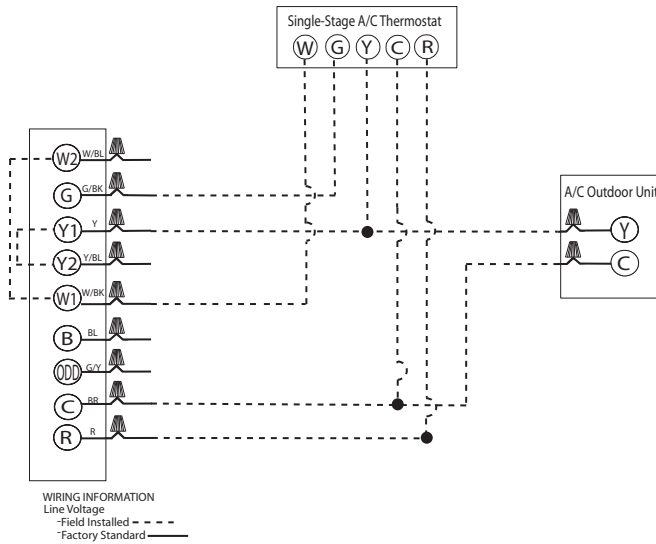 Single-Stage A/C Thermostat
W G Y C R
W2 W/BL
G G/BK
Y1 Y
Y2 Y/BL
W1 W/BK
B BL
ODD G/Y
C BR
R R
A/C Outdoor Unit
Y
C
WIRING INFORMATION
Line Voltage
-Field Installed
-Factory Standard